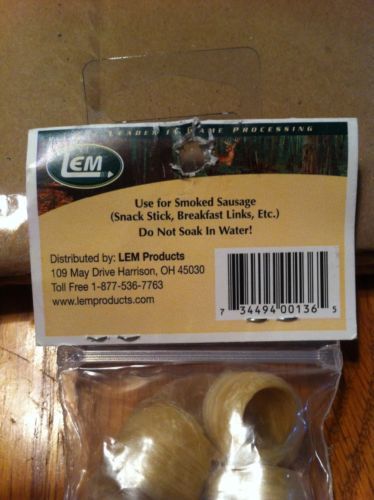 LEADER IN GAME PROCESSING
LEM
Use for Smoked Sausage
(Snack Stick, Breakfast Links, Etc.)
Do Not Soak In Water!
Distributed by: LEM Products
109 May Drive Harrison, OH 45030
Toll Free 1-877-536-7763
www.lemproducts.com
7 34494 00136 5